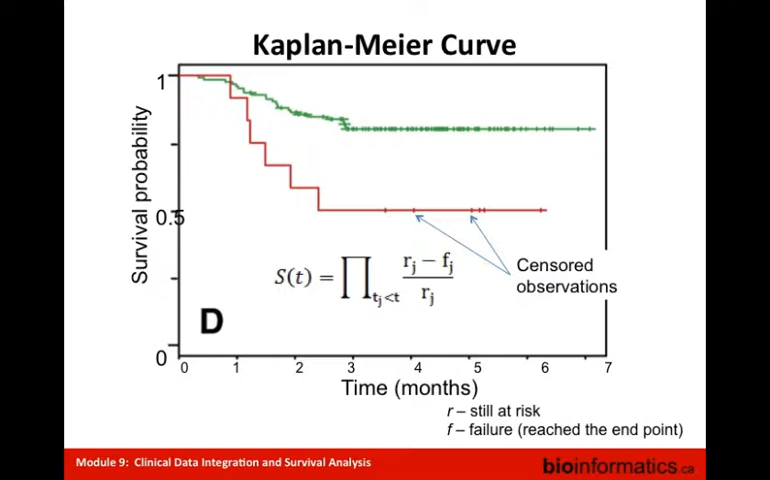 Kaplan-Meier Curve
1
Survival probability
0.5
S(t) = ∏ tj<t rj − fj / rj
Censored
observations
D
0
0 1 2 3 4 5 6 7
Time (months)
r – still at risk
f – failure (reached the end point)
Module 9: Clinical Data Integration and Survival Analysis
bioinformatics.ca